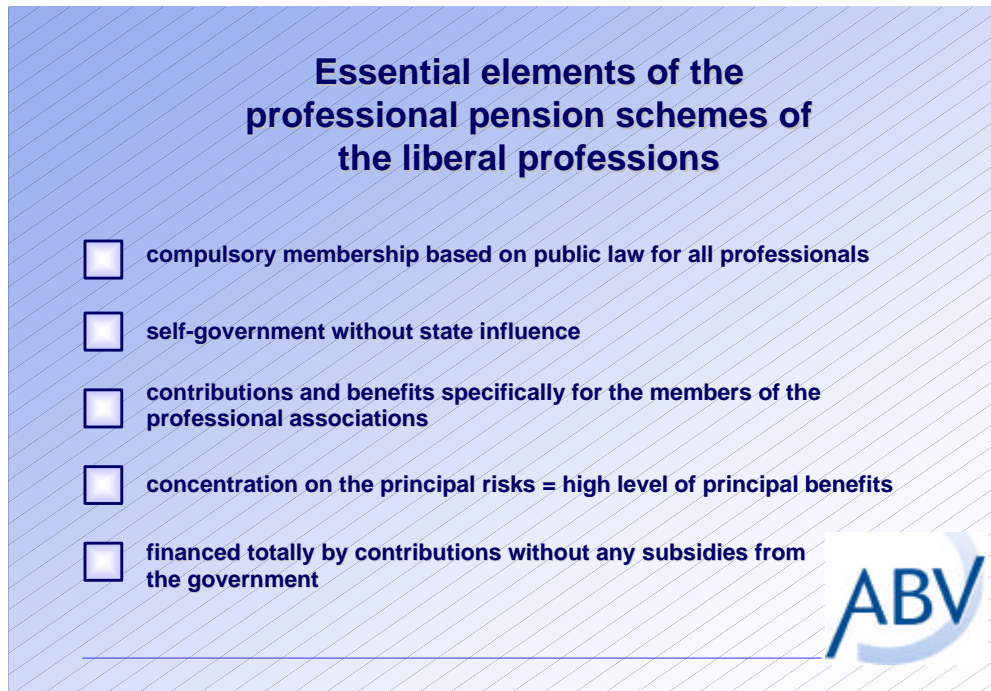 Essential elements of the
professional pension schemes of
the liberal professions
compulsory membership based on public law for all professionals
self-government without state influence
contributions and benefits specifically for the members of the
professional associations
concentration on the principal risks = high level of principal benefits
financed totally by contributions without any subsidies from
the government
ABV